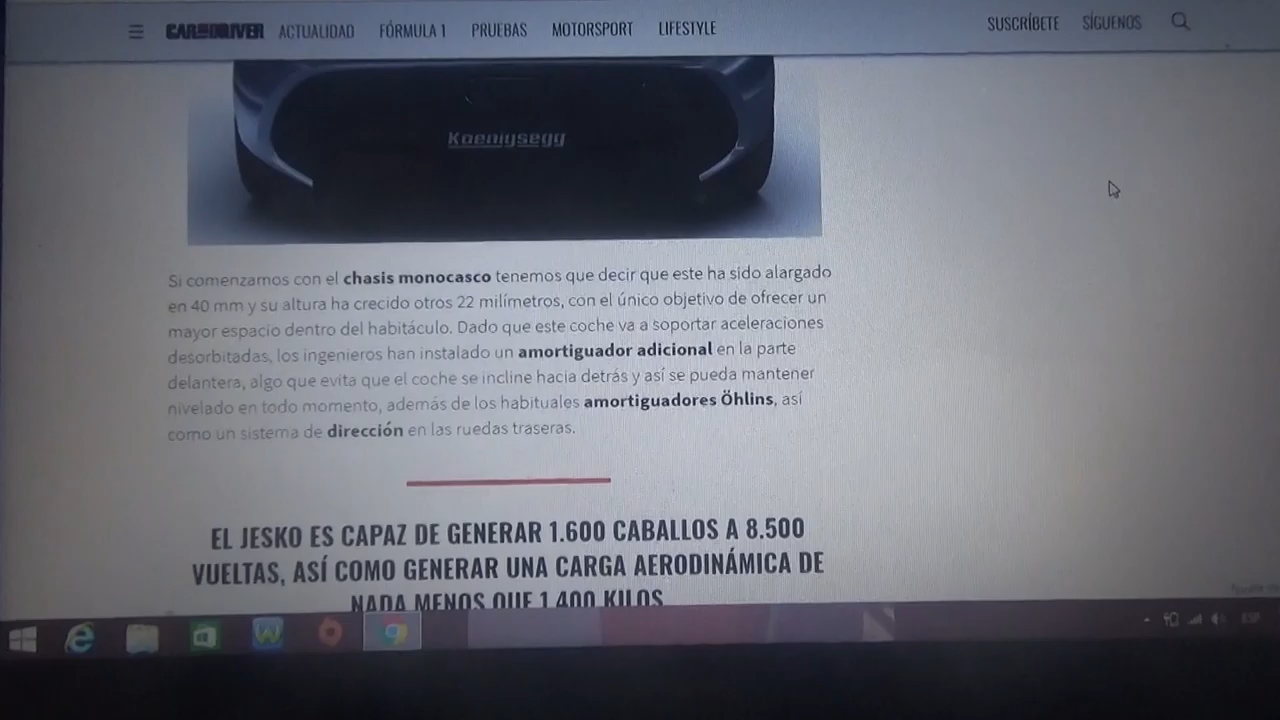 CAR AND DRIVER ACTUALIDAD FÓRMULA 1 PRUEBAS MOTORSPORT LIFESTYLE SUSCRÍBETE SÍGUENOS
Koenigsegg
Si comenzamos con el chasis monocasco tenemos que decir que este ha sido alargado
en 40 mm y su altura ha crecido otros 22 milímetros, con el único objetivo de ofrecer un
mayor espacio dentro del habitáculo. Dado que este coche va a soportar aceleraciones
desorbitadas, los ingenieros han instalado un amortiguador adicional en la parte
delantera, algo que evita que el coche se incline hacia detrás y así se pueda mantener
nivelado en todo momento, además de los habituales amortiguadores Öhlins, así
como un sistema de dirección en las ruedas traseras.
EL JESKO ES CAPAZ DE GENERAR 1.600 CABALLOS A 8.500
VUELTAS, ASÍ COMO GENERAR UNA CARGA AERODINÁMICA DE
NADA MENOS QUE 1.400 KILOS
ESP